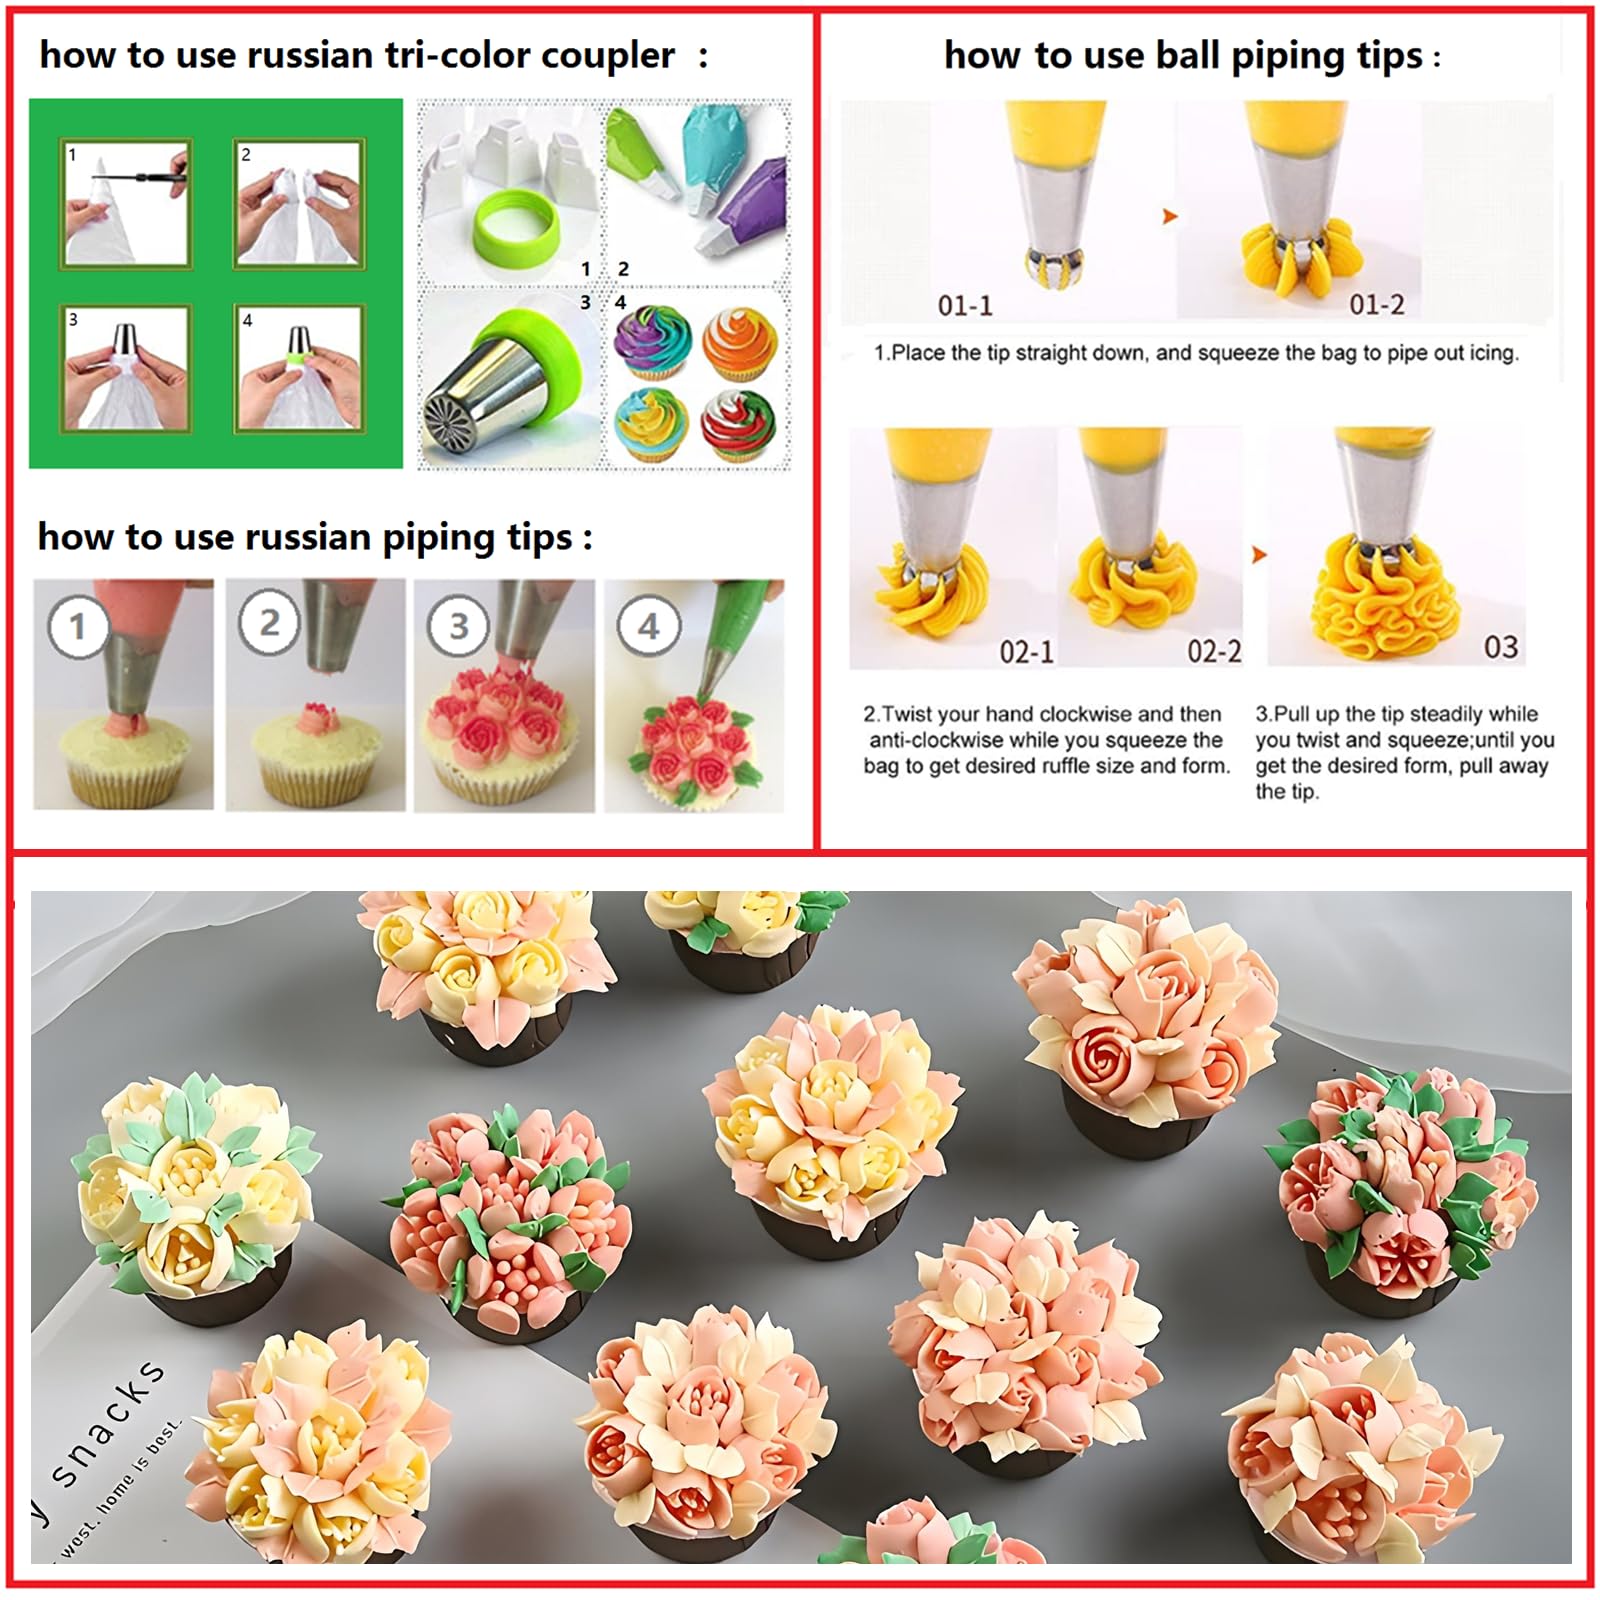 how to use russian tri-color coupler :
1
2
3
4
1
2
3
4
how to use russian piping tips :
1
2
3
4
how to use ball piping tips :
01-1
01-2
1.Place the tip straight down, and squeeze the bag to pipe out icing.
02-1
02-2
03
2.Twist your hand clockwise and then
anti-clockwise while you squeeze the
bag to get desired ruffle size and form.
3.Pull up the tip steadily while
you twist and squeeze;until you
get the desired form, pull away
the tip.
y snacks
west. home is best.